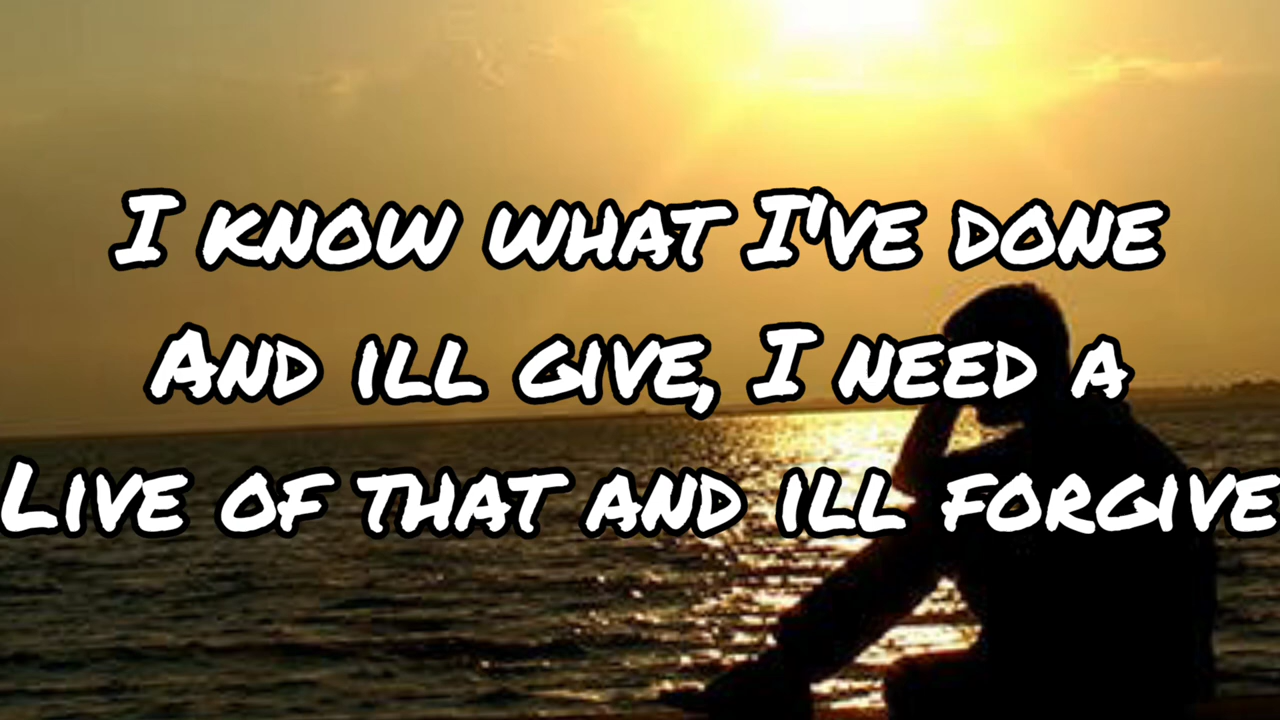 I know what I've done
And ill give, I need a
Live of that and ill forgive